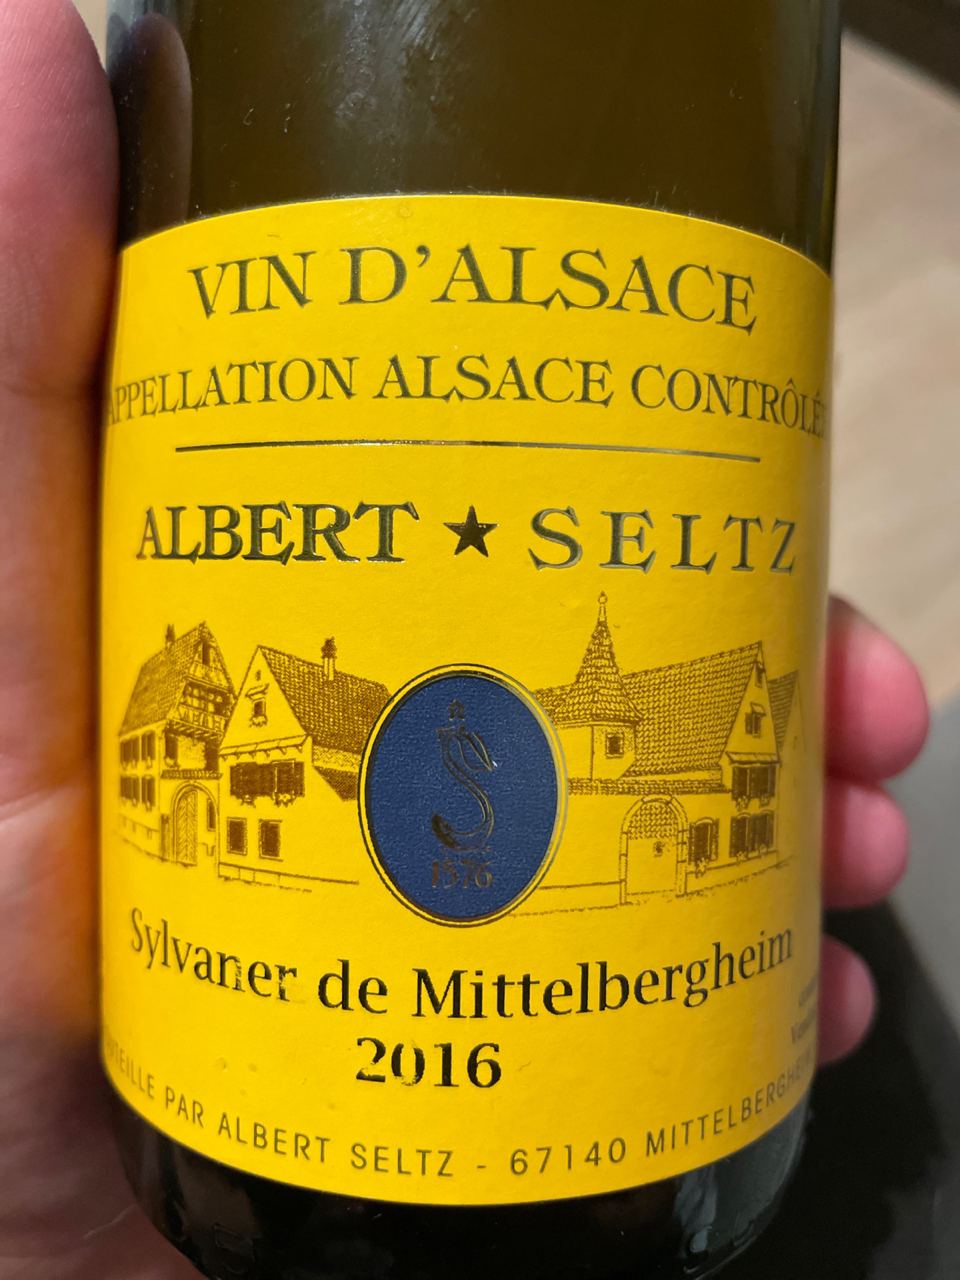 VIN D'ALSACE
APPELLATION ALSACE CONTRÔLÉE
ALBERT ★ SELTZ
S
1576
Sylvaner de Mittelbergheim
2016
PAR ALBERT SELTZ - 67140 MITTELBERGHEIM